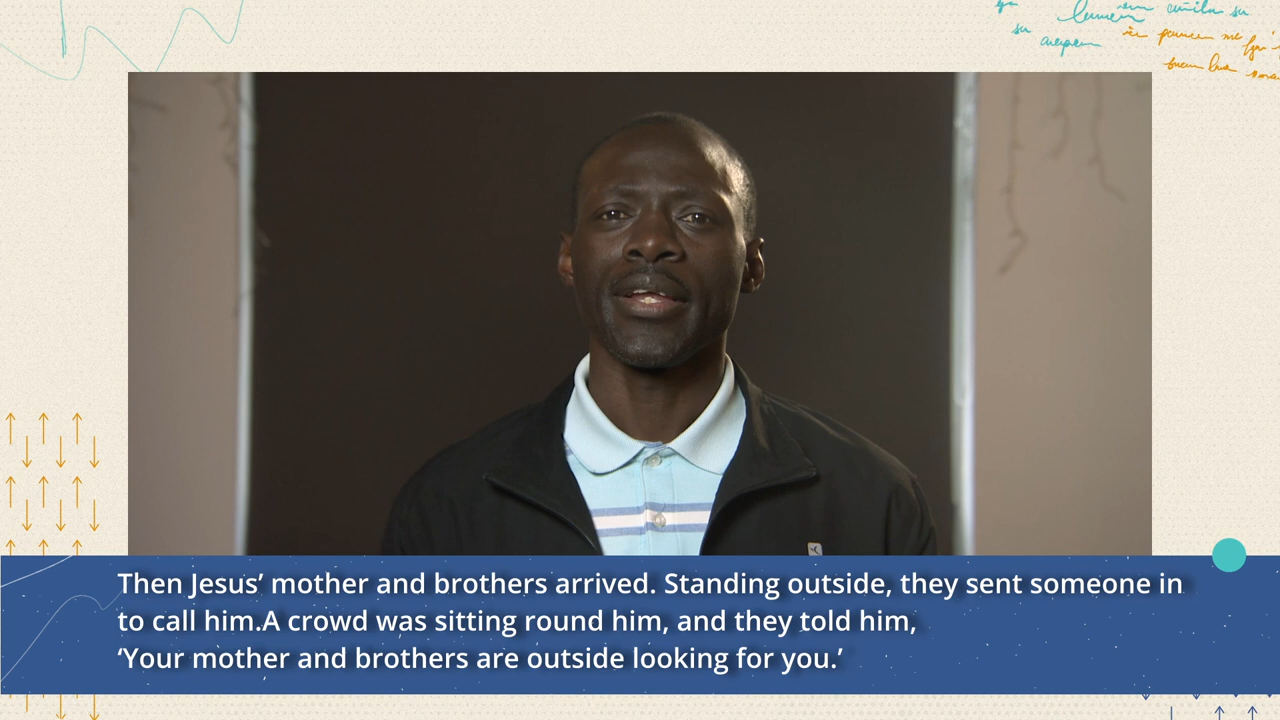 Then Jesus’ mother and brothers arrived. Standing outside, they sent someone in
to call him.A crowd was sitting round him, and they told him,
‘Your mother and brothers are outside looking for you.’